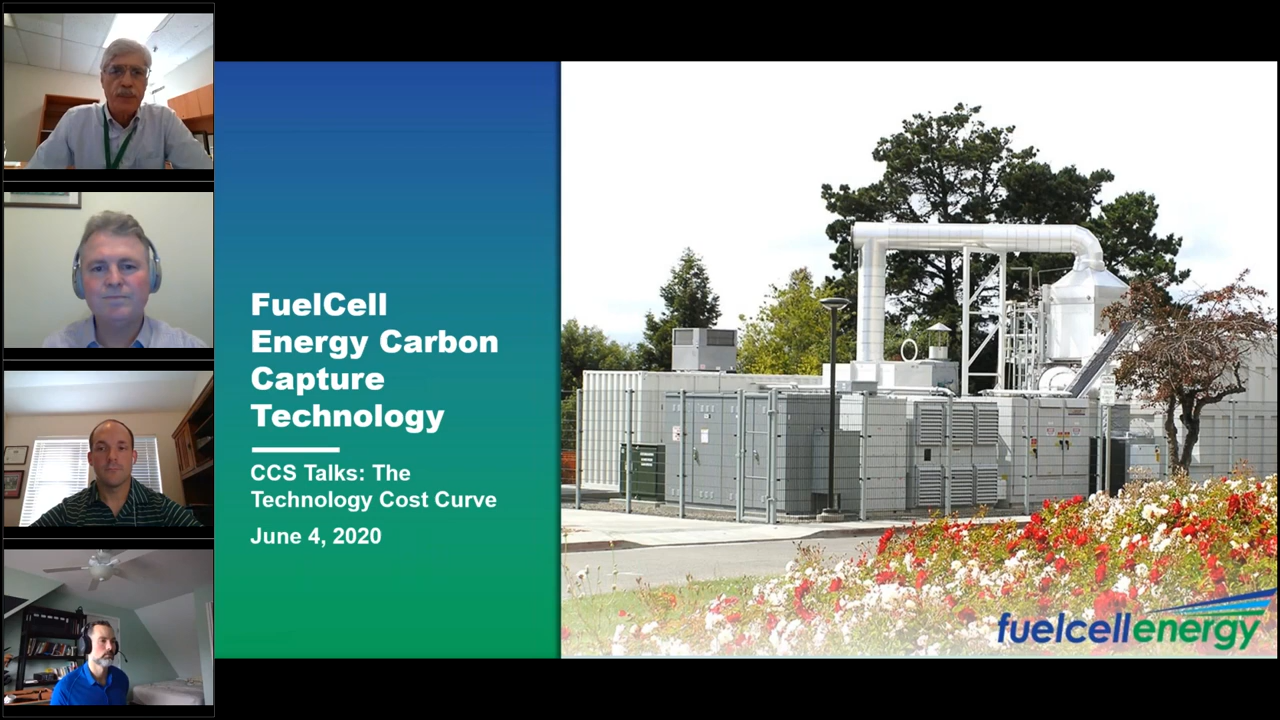 FuelCell
Energy Carbon
Capture
Technology
CCS Talks: The
Technology Cost Curve
June 4, 2020
fuelcellenergy